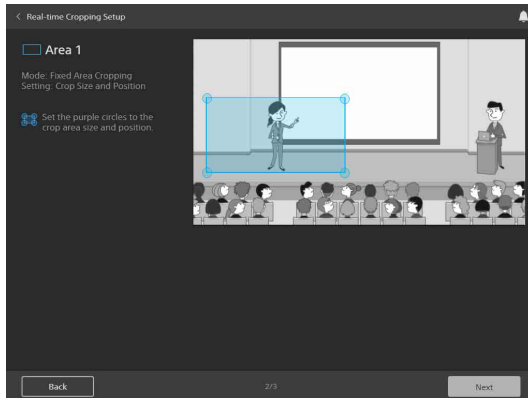 Real-time Cropping Setup
Area 1
Mode: Fixed Area Cropping
Setting: Crop Size and Position
Set the purple circles to the
crop area size and position.
Back
2/3
Next